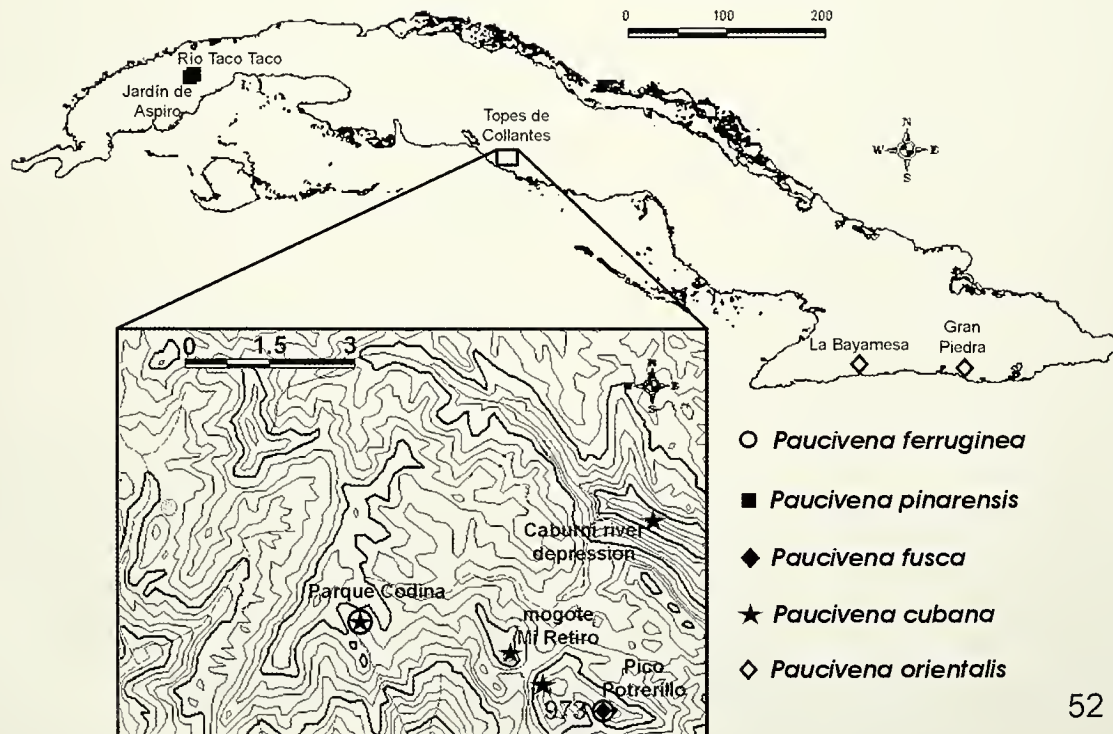 0 100 200
Río Taco Taco
Jardín de
Aspiro
Topes de
Collantes
N
W E
S
La Bayamesa
Gran
Piedra
0 1.5 3
N
W E
S
Caburní river
depression
Parque Codina
mogote
Mi Retiro
Pico
Potrerillo
973
Paucivena ferruginea
Paucivena pinarensis
Paucivena fusca
Paucivena cubana
Paucivena orientalis
52